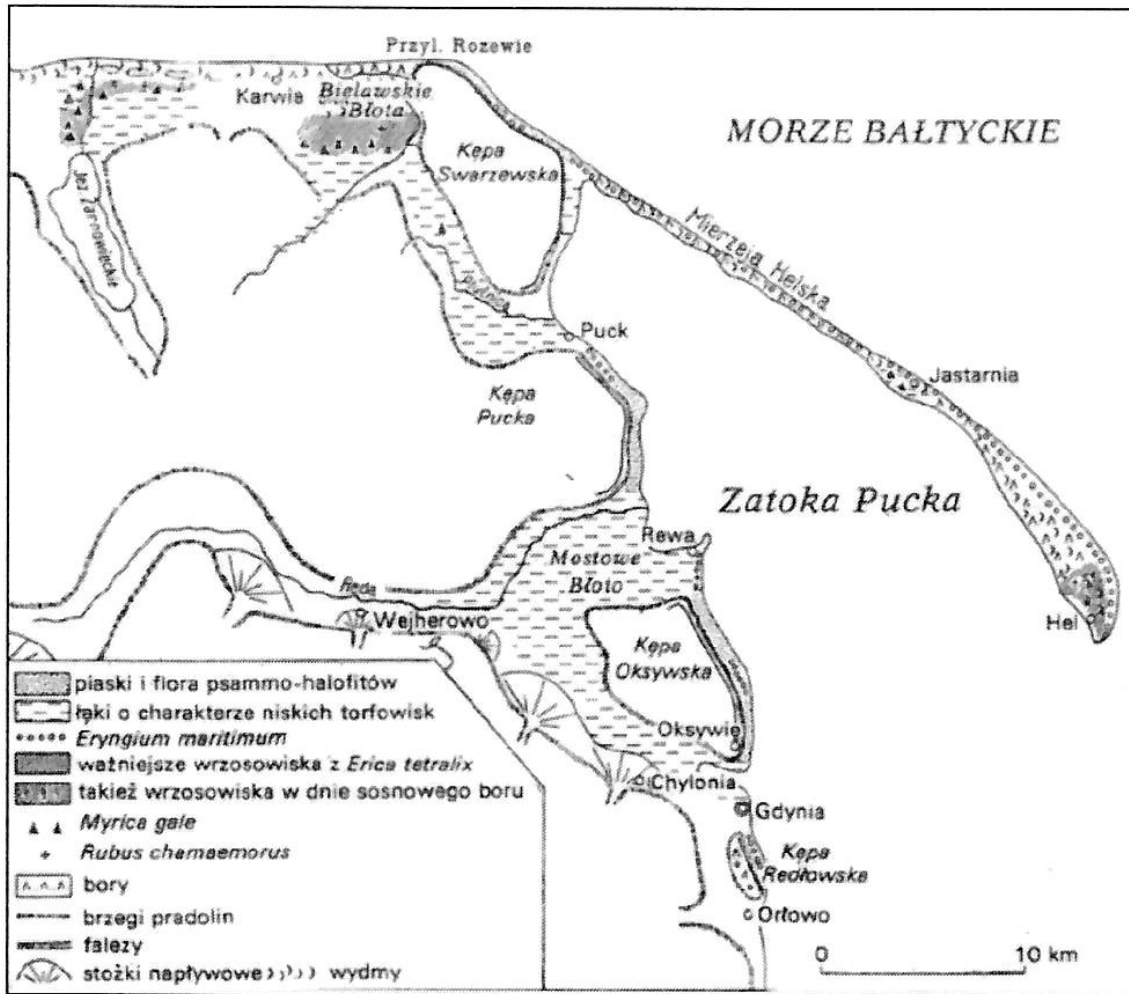 Przyl. Rozewie
Karwia
Bielawskie
Błota
MORZE BAŁTYCKIE
Kępa
Swarzewska
Jez. Żarnowieckie
Mierzeja Helska
Płutnica
Puck
Jastarnia
Kępa
Pucka
Zatoka Pucka
Rewa
Mostowe
Błoto
Reda
Wejherowo
Hel
Kępa
Oksywska
Oksywie
Chylonia
Gdynia
Kępa
Redłowska
Orłowo
piaski i flora psammo-halofitów
łąki o charakterze niskich torfowisk
Eryngium maritimum
ważniejsze wrzosowiska z Erica tetralix
takież wrzosowiska w dnie sosnowego boru
Myrica gale
Rubus chamaemorus
bory
brzegi pradolin
falezy
stożki napływowe wydmy
0 10 km